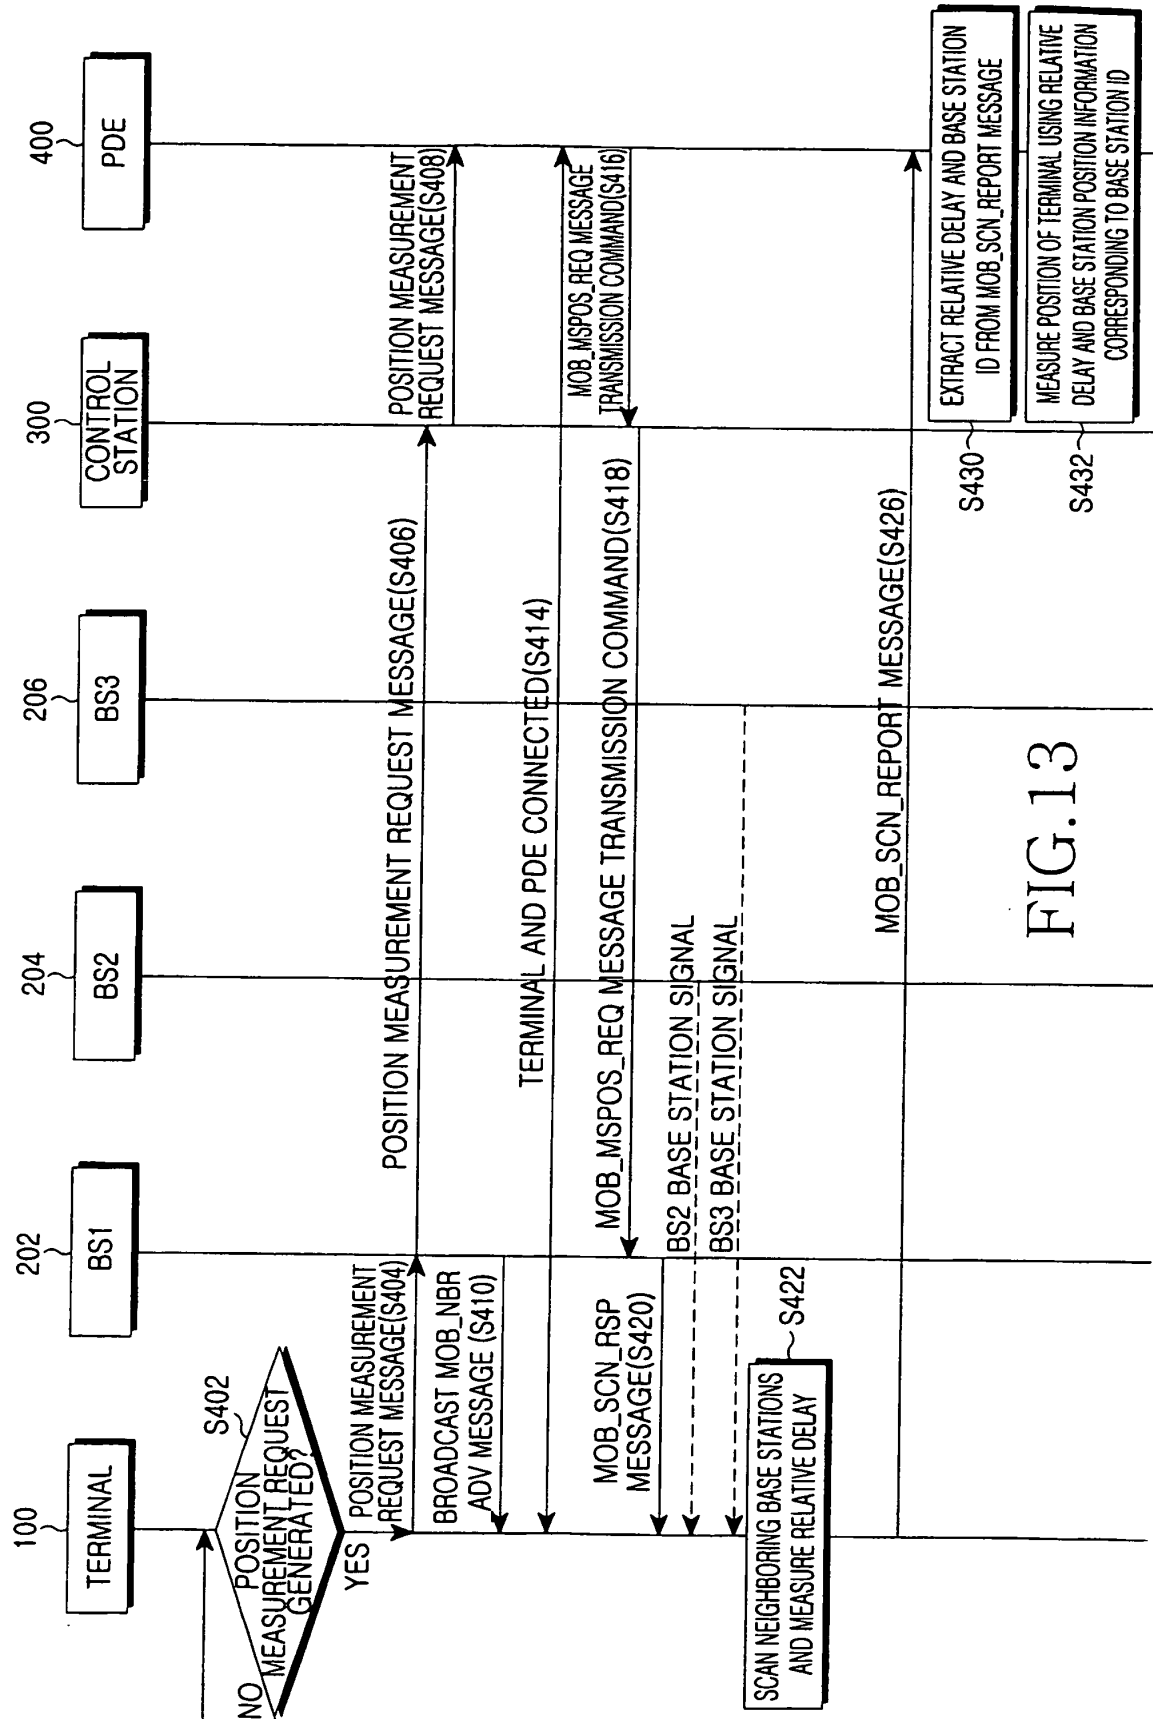 100
TERMINAL
202
BS1
204
BS2
206
BS3
300
CONTROL
STATION
400
PDE
S402
POSITION
MEASUREMENT REQUEST
GENERATED?
NO
YES
POSITION MEASUREMENT
REQUEST MESSAGE(S404)
POSITION MEASUREMENT REQUEST MESSAGE(S406)
POSITION MEASUREMENT
REQUEST MESSAGE(S408)
BROADCAST MOB_NBR
ADV MESSAGE (S410)
TERMINAL AND PDE CONNECTED(S414)
MOB_MSPOS_REQ MESSAGE
TRANSMISSION COMMAND(S416)
MOB_MSPOS_REQ MESSAGE TRANSMISSION COMMAND(S418)
MOB_SCN_RSP
MESSAGE(S420)
BS2 BASE STATION SIGNAL
BS3 BASE STATION SIGNAL
S422
SCAN NEIGHBORING BASE STATIONS
AND MEASURE RELATIVE DELAY
MOB_SCN_REPORT MESSAGE(S426)
EXTRACT RELATIVE DELAY AND BASE STATION
ID FROM MOB_SCN_REPORT MESSAGE
S430
MEASURE POSITION OF TERMINAL USING RELATIVE
DELAY AND BASE STATION POSITION INFORMATION
CORRESPONDING TO BASE STATION ID
S432
FIG.13